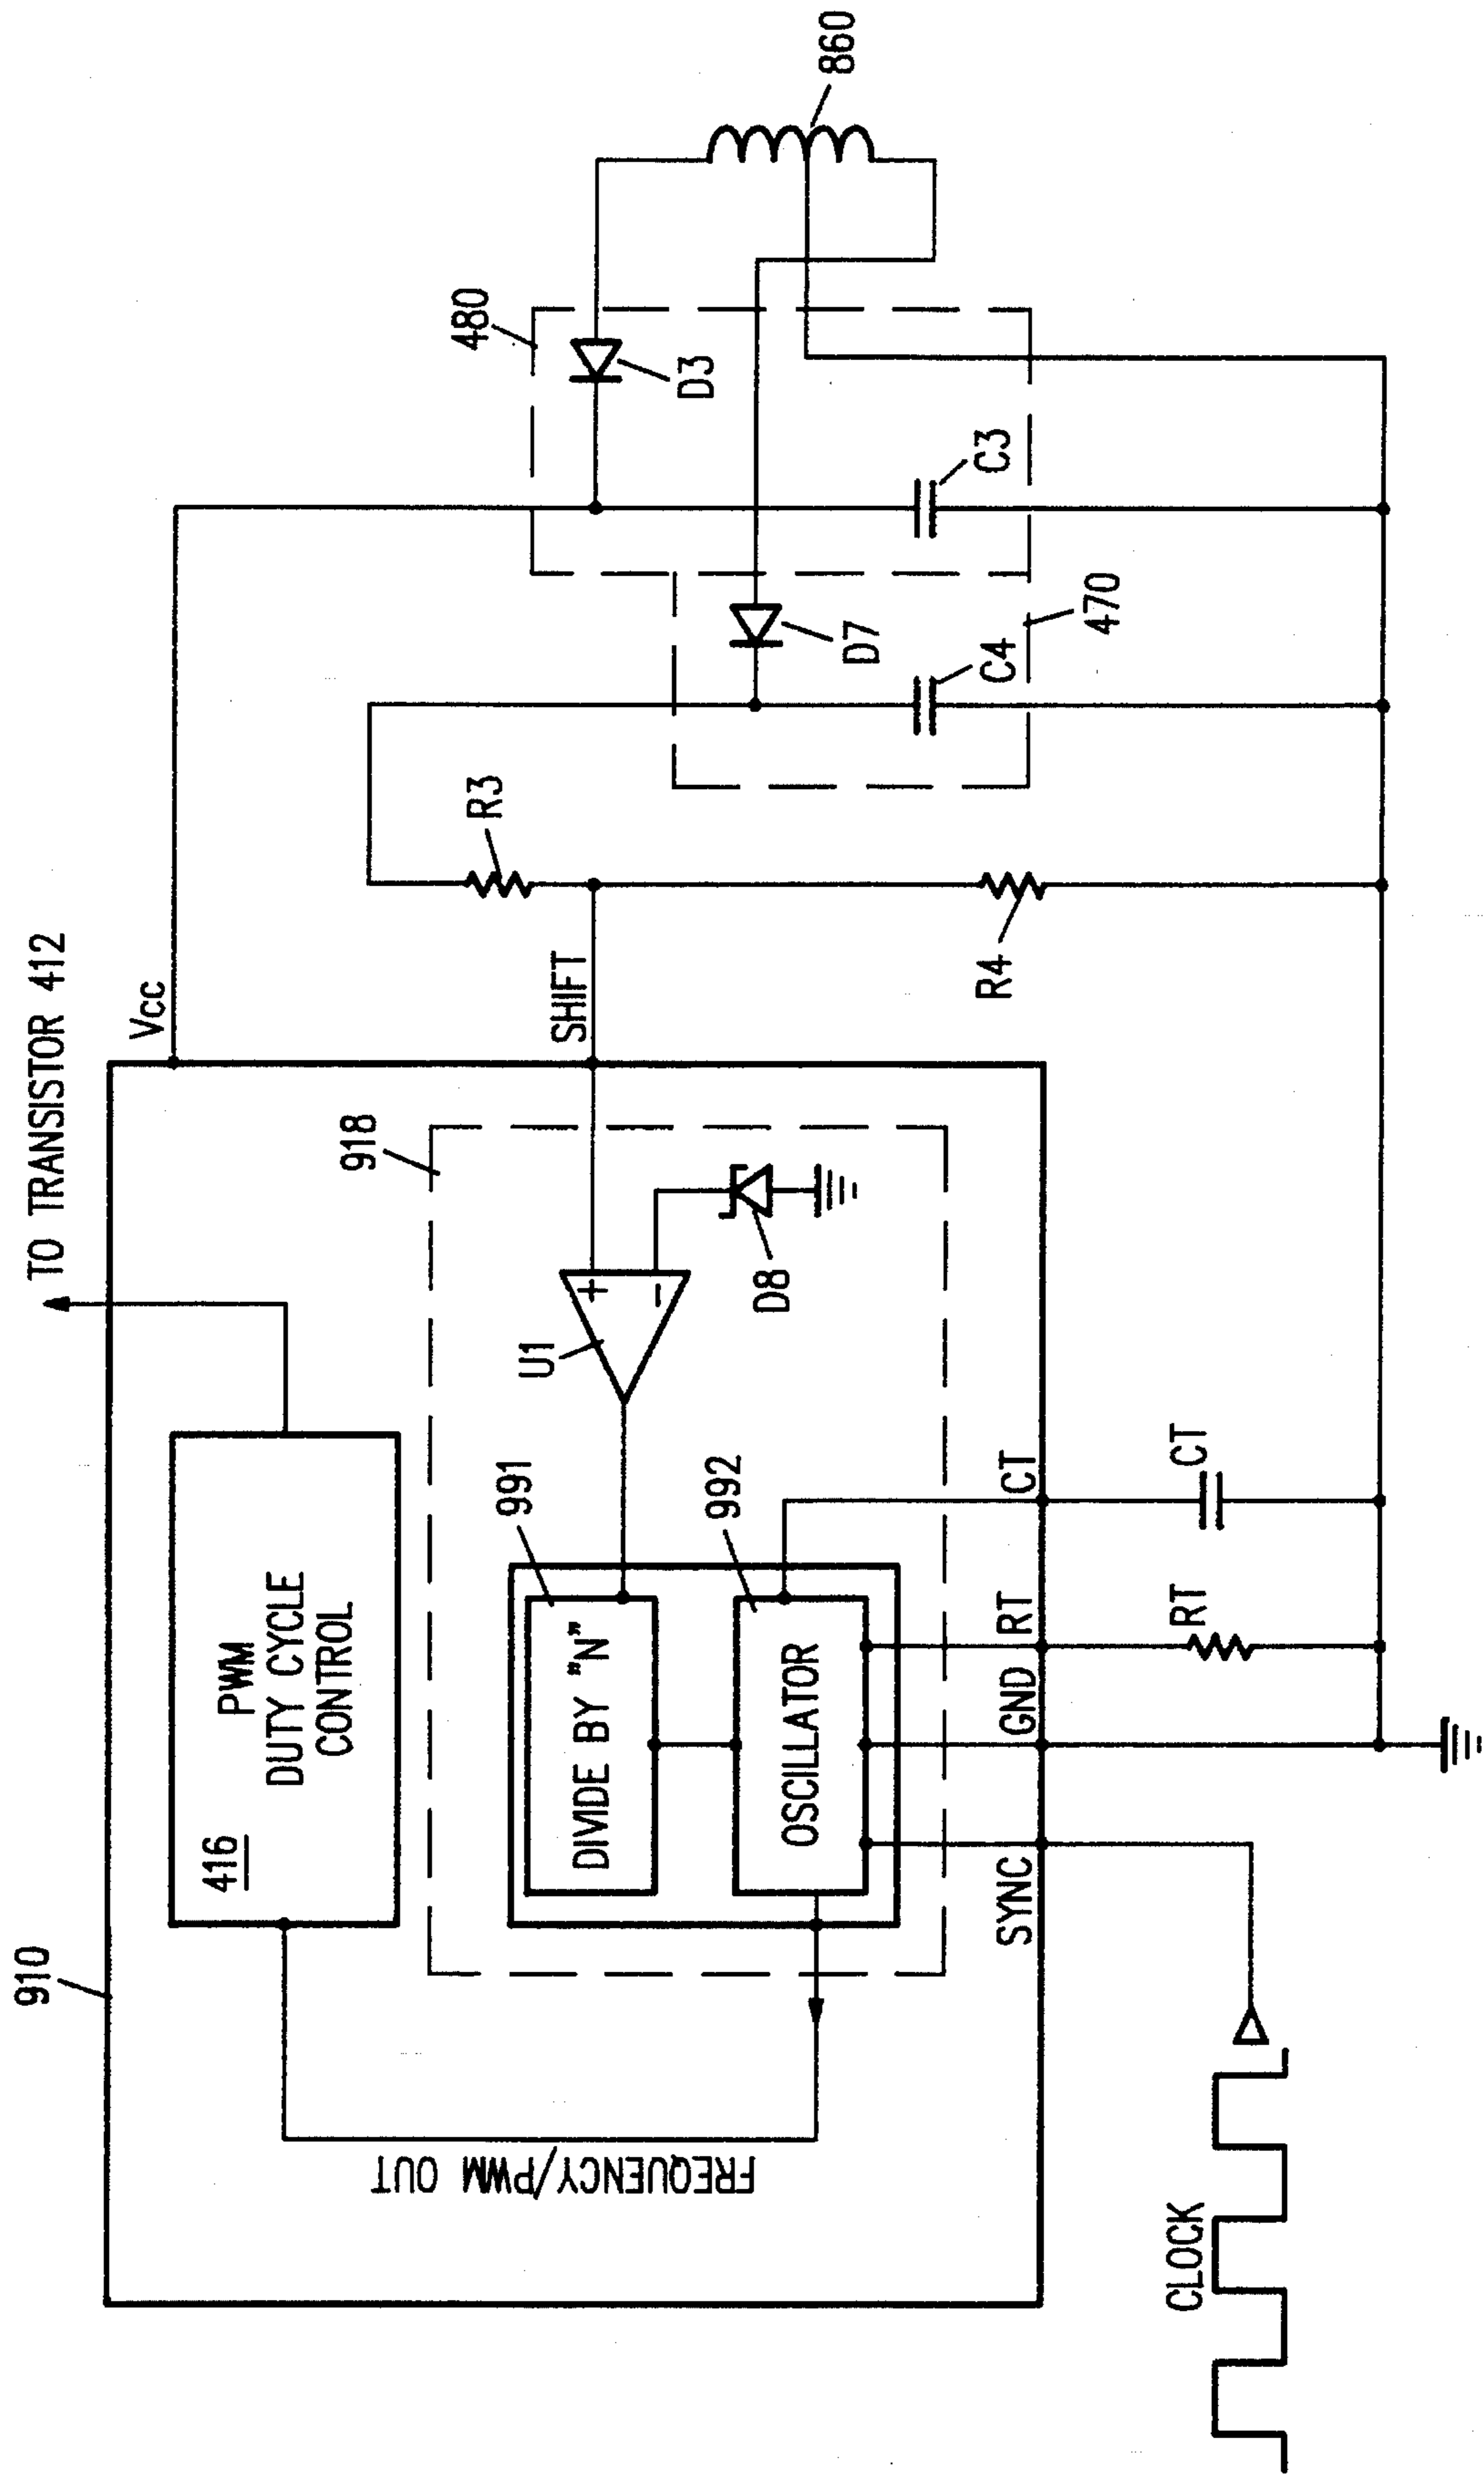 910
TO TRANSISTOR 412
Vcc
416
PWM
DUTY CYCLE
CONTROL
FREQUENCY/PWM OUT
918
480
860
D3
R3
SHIFT
U1
+
−
D8
991
DIVIDE BY "N"
992
OSCILLATOR
D7
C4
C3
470
R4
SYNC
GND
RT
CT
RT
CT
CLOCK